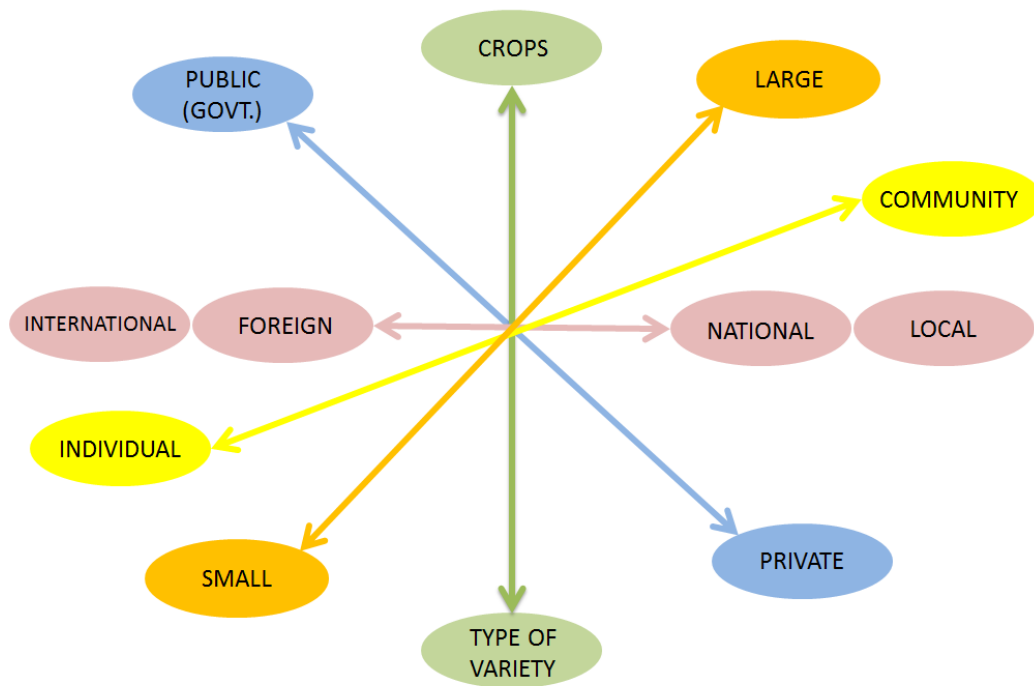 CROPS
PUBLIC
(GOVT.)
LARGE
COMMUNITY
INTERNATIONAL
FOREIGN
NATIONAL
LOCAL
INDIVIDUAL
SMALL
PRIVATE
TYPE OF
VARIETY